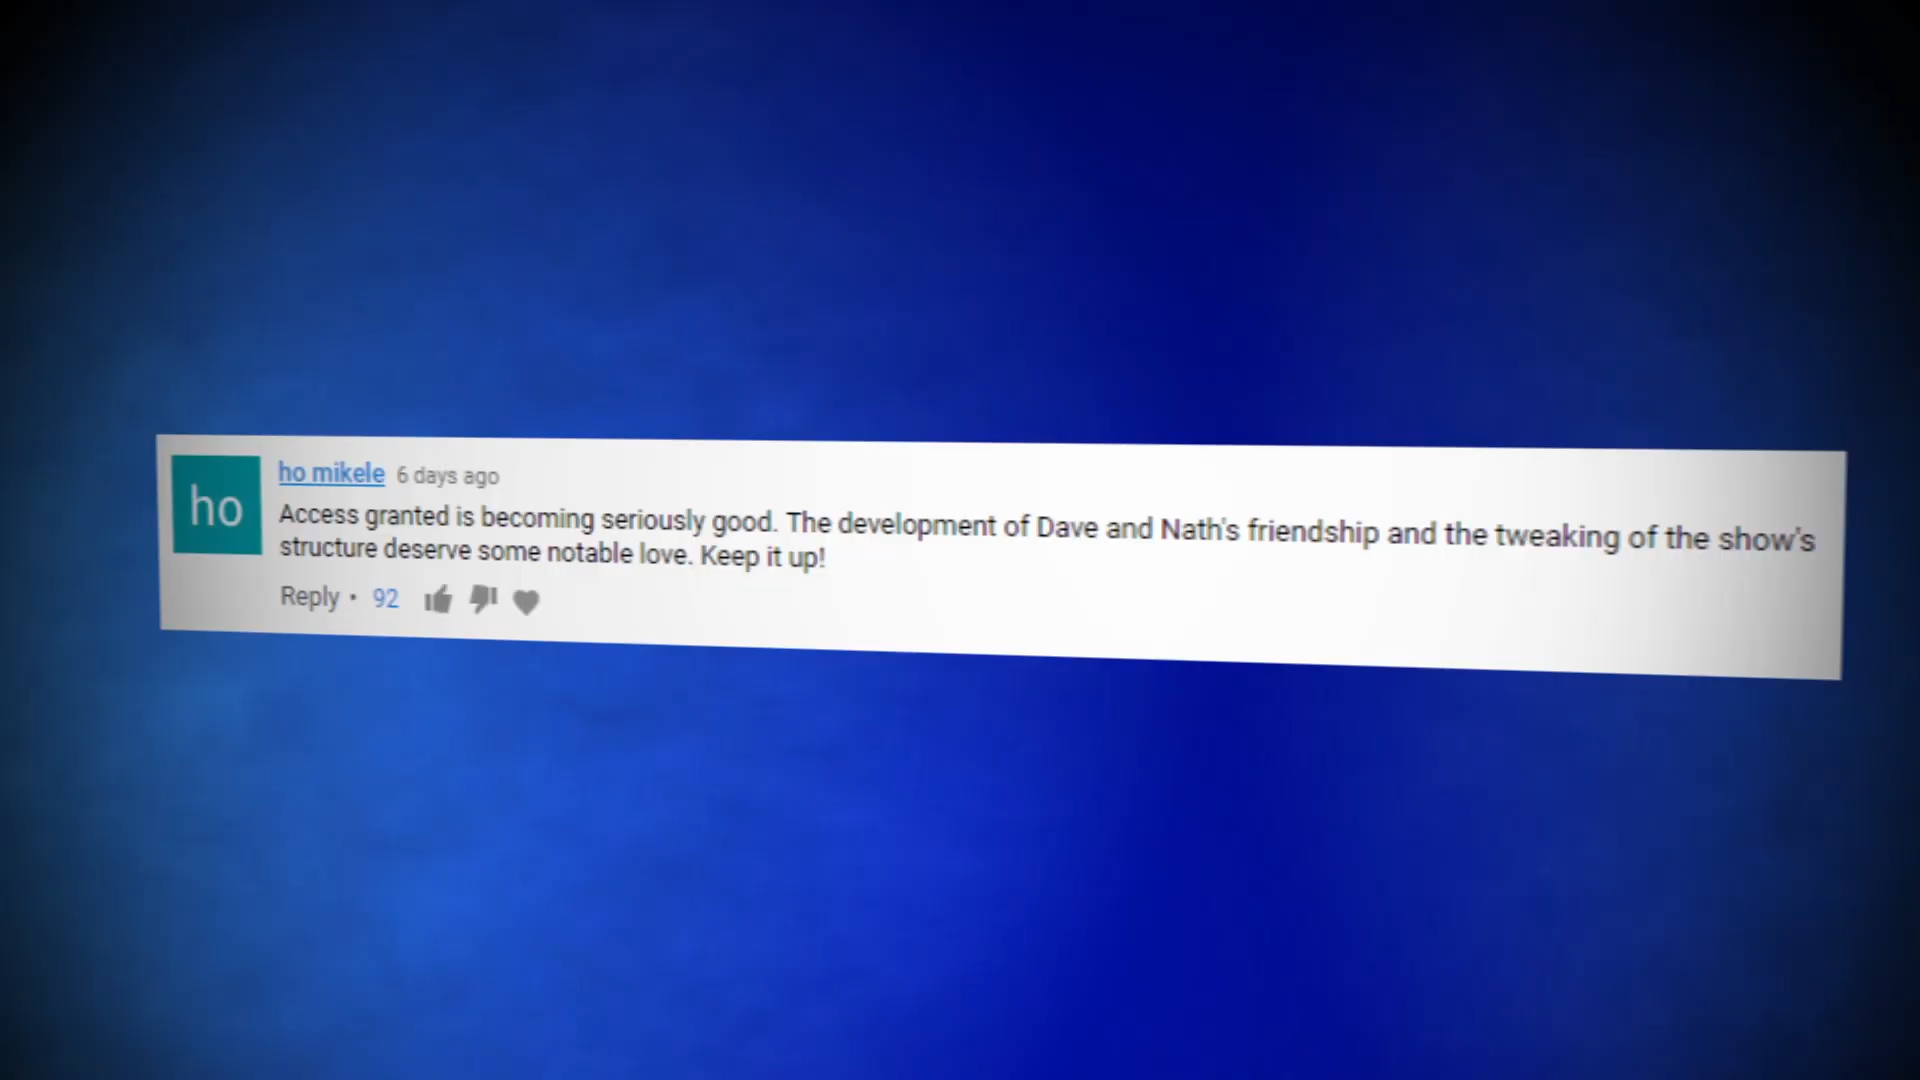 ho
ho mikele 6 days ago
Access granted is becoming seriously good. The development of Dave and Nath's friendship and the tweaking of the show's
structure deserve some notable love. Keep it up!
Reply • 92